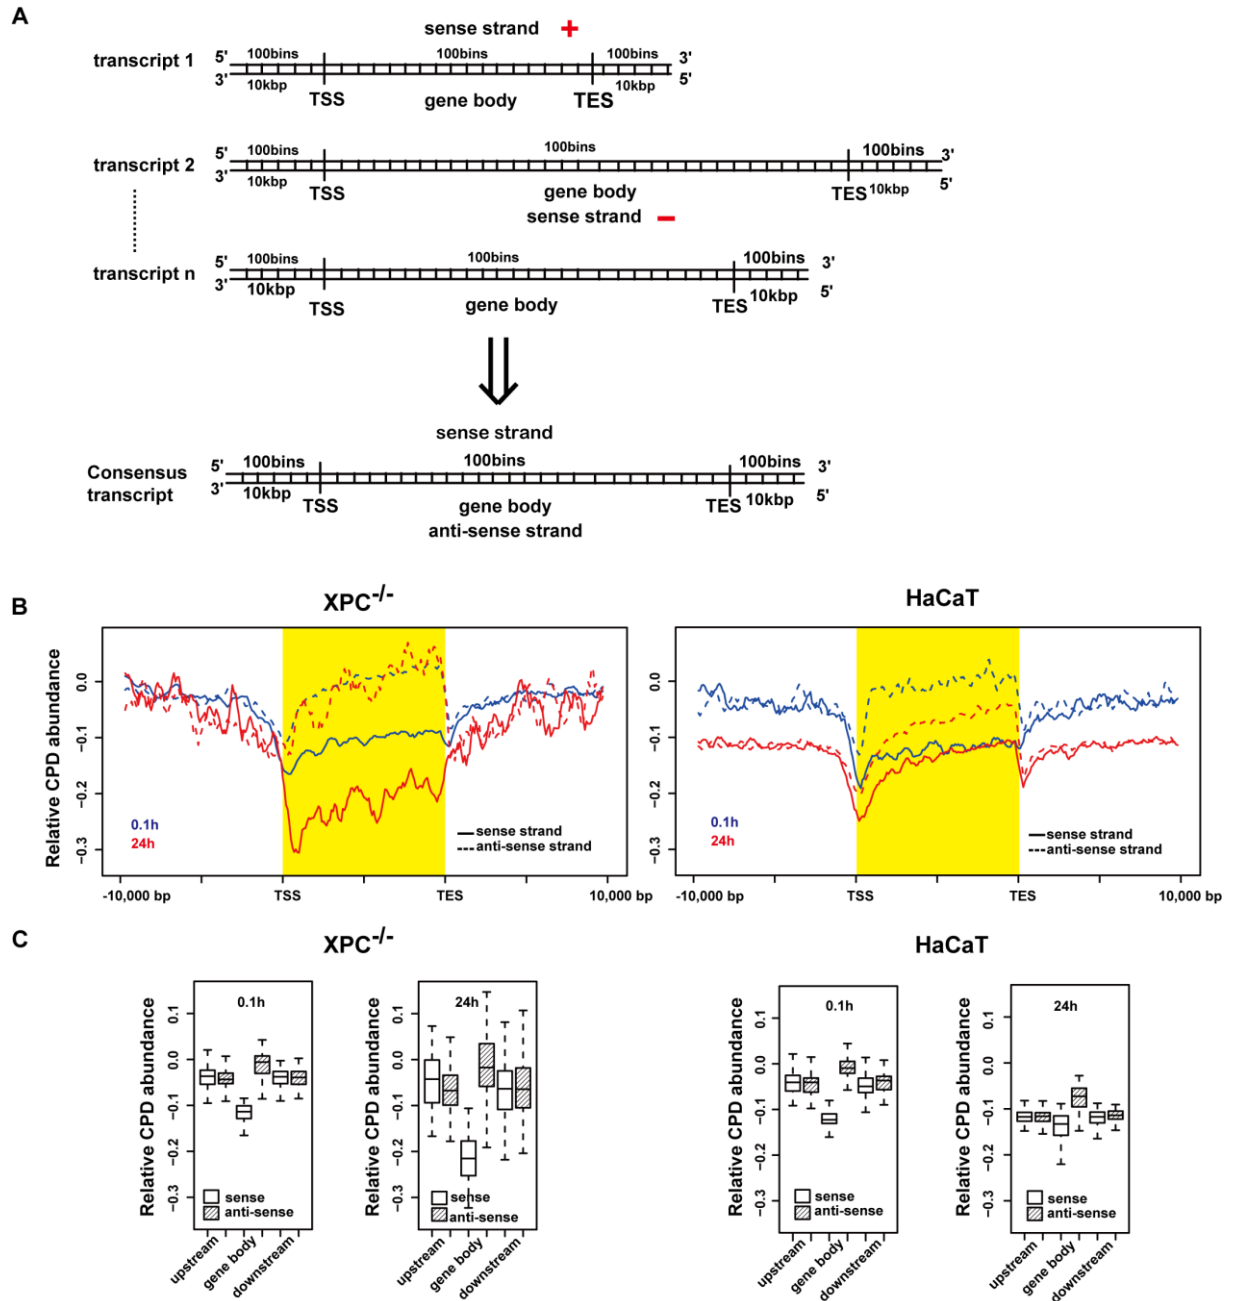 A
sense strand +
transcript 1
5' 100bins 100bins 100bins 3'
3' 10kbp 10kbp 5'
TSS gene body TES
transcript 2
5' 100bins 100bins 100bins 3'
3' 10kbp TES 10kbp 5'
TSS gene body
sense strand −
transcript n
5' 100bins 100bins 100bins 3'
3' 10kbp 10kbp 5'
TSS gene body TES
sense strand
Consensus
transcript
5' 100bins 100bins 100bins 3'
3' 10kbp 10kbp 5'
TSS gene body TES
anti-sense strand
B
XPC-/-
Relative CPD abundance
0.0
−0.1
−0.2
−0.3
0.1h
24h
sense strand
anti-sense strand
-10,000 bp TSS TES 10,000 bp
HaCaT
0.0
−0.1
−0.2
−0.3
0.1h
24h
sense strand
anti-sense strand
-10,000 bp TSS TES 10,000 bp
C
XPC-/-
Relative CPD abundance
0.1
0.0
−0.1
−0.2
−0.3
0.1h
sense
anti-sense
upstream
gene body
downstream
Relative CPD abundance
0.1
0.0
−0.1
−0.2
−0.3
24h
sense
anti-sense
upstream
gene body
downstream
HaCaT
Relative CPD abundance
0.1
0.0
−0.1
−0.2
−0.3
0.1h
sense
anti-sense
upstream
gene body
downstream
Relative CPD abundance
0.1
0.0
−0.1
−0.2
−0.3
24h
sense
anti-sense
upstream
gene body
downstream